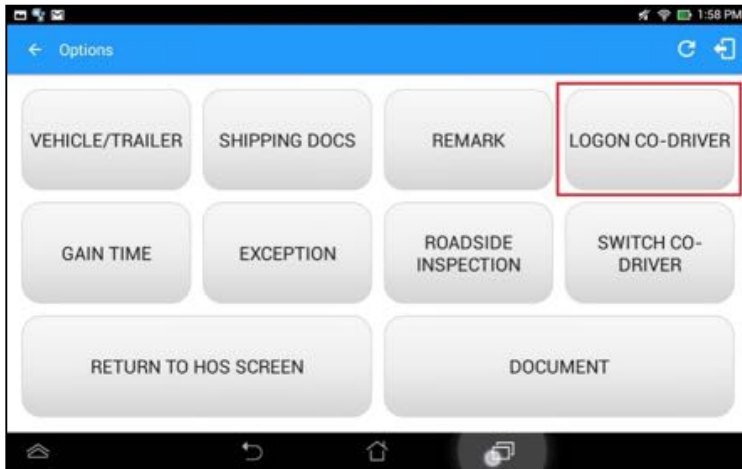 1:58 PM
Options
VEHICLE/TRAILER
SHIPPING DOCS
REMARK
LOGON CO-DRIVER
GAIN TIME
EXCEPTION
ROADSIDE
INSPECTION
SWITCH CO-
DRIVER
RETURN TO HOS SCREEN
DOCUMENT